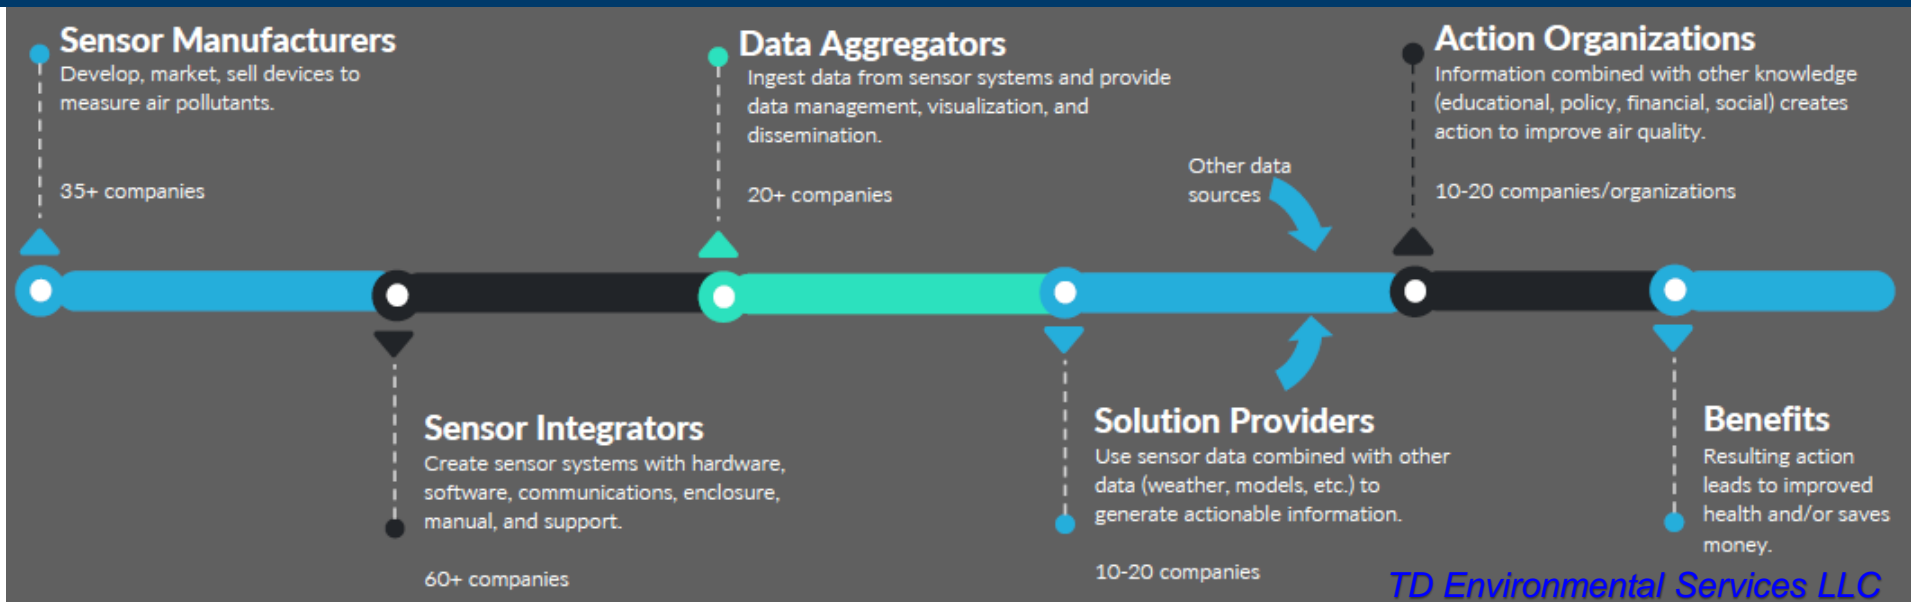 Sensor Manufacturers
Develop, market, sell devices to
measure air pollutants.
35+ companies
Data Aggregators
Ingest data from sensor systems and provide
data management, visualization, and
dissemination.
20+ companies
Other data
sources
Action Organizations
Information combined with other knowledge
(educational, policy, financial, social) creates
action to improve air quality.
10-20 companies/organizations
Sensor Integrators
Create sensor systems with hardware,
software, communications, enclosure,
manual, and support.
60+ companies
Solution Providers
Use sensor data combined with other
data (weather, models, etc.) to
generate actionable information.
10-20 companies
Benefits
Resulting action
leads to improved
health and/or saves
money.
TD Environmental Services LLC